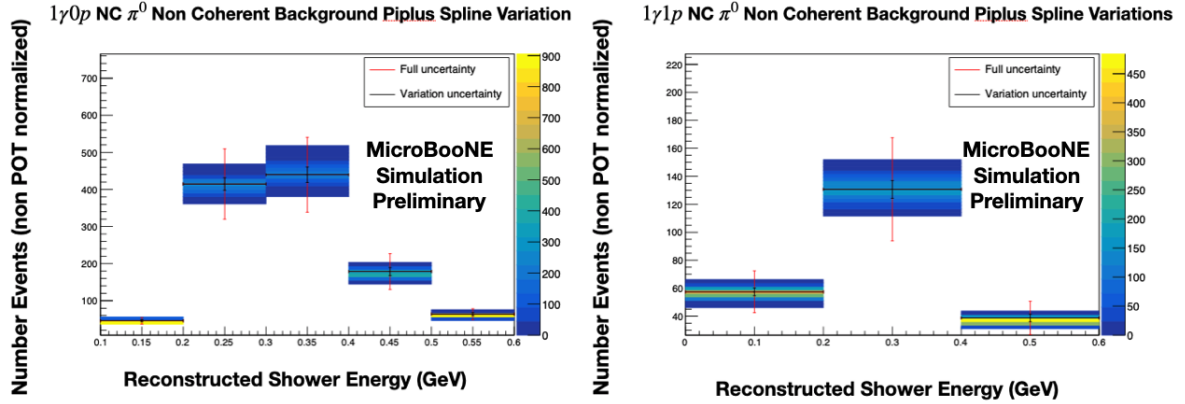 1γ0p NC π⁰ Non Coherent Background Piplus Spline Variation
Number Events (non POT normalized)
700
600
500
400
300
200
100
Full uncertainty
Variation uncertainty
MicroBooNE
Simulation
Preliminary
900
800
700
600
500
400
300
200
100
0
0.1 0.15 0.2 0.25 0.3 0.35 0.4 0.45 0.5 0.55 0.6
Reconstructed Shower Energy (GeV)
1γ1p NC π⁰ Non Coherent Background Piplus Spline Variations
Number Events (non POT normalized)
220
200
180
160
140
120
100
80
60
40
Full uncertainty
Variation uncertainty
MicroBooNE
Simulation
Preliminary
450
400
350
300
250
200
150
100
50
0
0 0.1 0.2 0.3 0.4 0.5 0.6
Reconstructed Shower Energy (GeV)